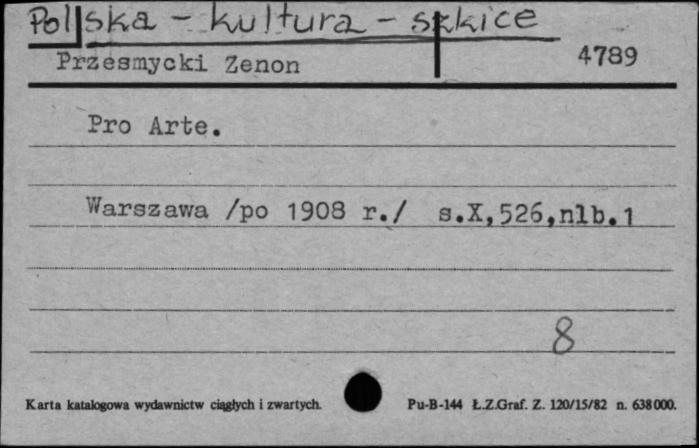 Polska - kultura - szkice
Przesmycki Zenon 4789
Pro Arte.
Warszawa /po 1908 r./ s.X,526,nlb.1
8
Karta katalogowa wydawnictw ciągłych i zwartych. Pu-B-144 Ł.Z.Graf. Z. 120/15/82 n. 638000.